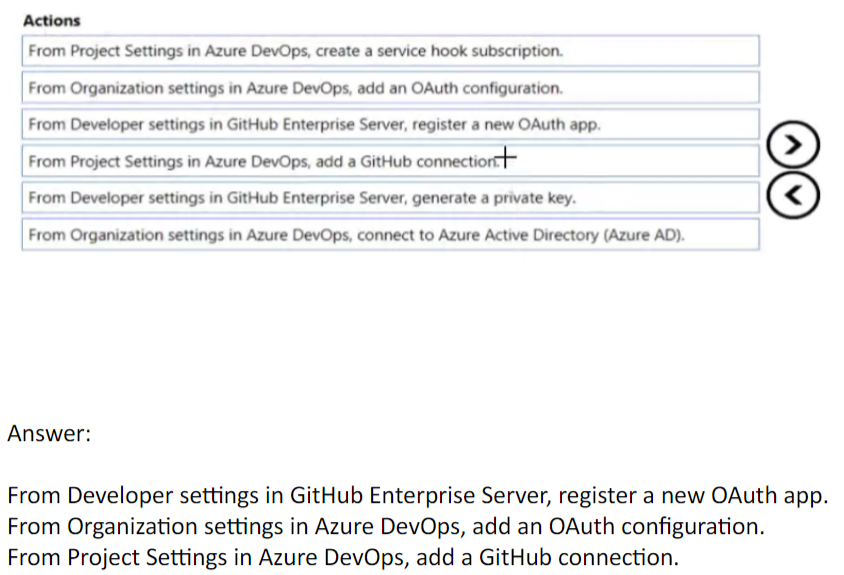 Actions
From Project Settings in Azure DevOps, create a service hook subscription.
From Organization settings in Azure DevOps, add an OAuth configuration.
From Developer settings in GitHub Enterprise Server, register a new OAuth app.
From Project Settings in Azure DevOps, add a GitHub connection.
From Developer settings in GitHub Enterprise Server, generate a private key.
From Organization settings in Azure DevOps, connect to Azure Active Directory (Azure AD).
Answer:
From Developer settings in GitHub Enterprise Server, register a new OAuth app.
From Organization settings in Azure DevOps, add an OAuth configuration.
From Project Settings in Azure DevOps, add a GitHub connection.